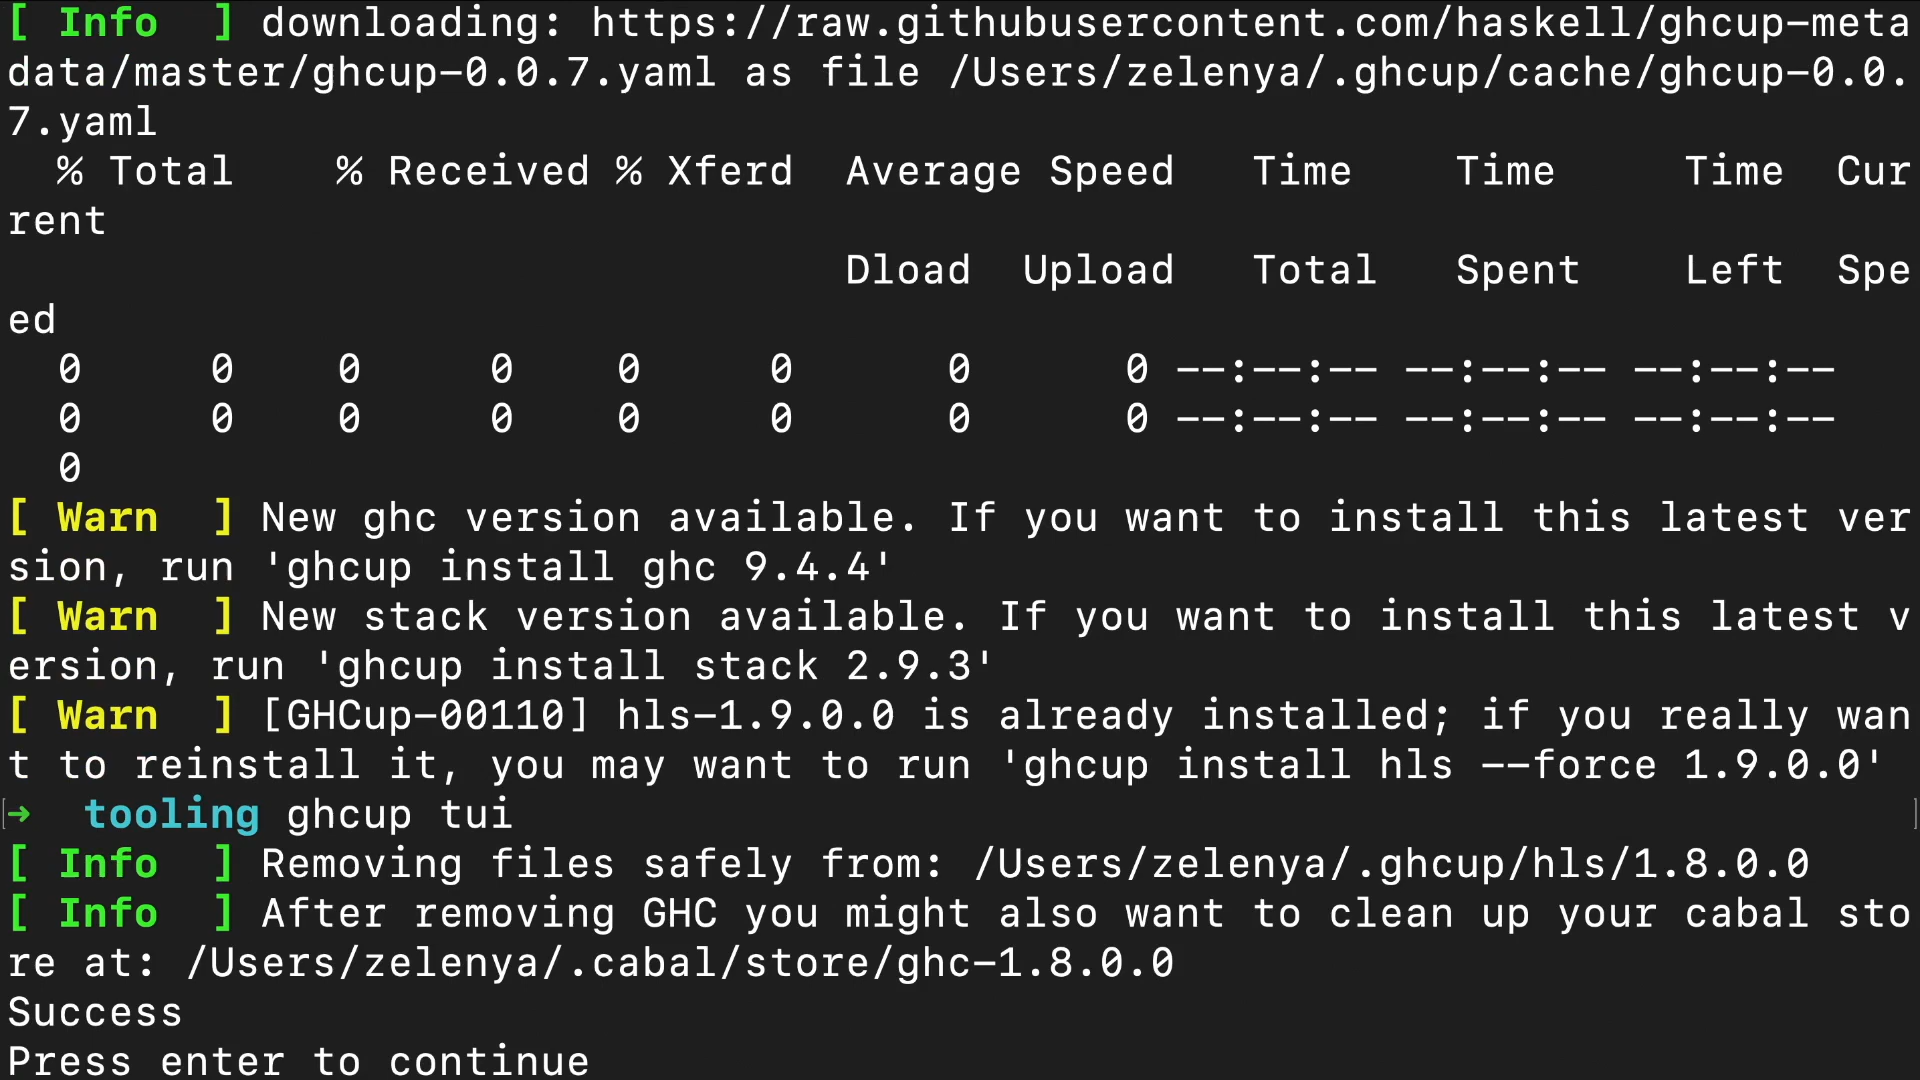 [ Info  ] downloading: https://raw.githubusercontent.com/haskell/ghcup-meta
data/master/ghcup-0.0.7.yaml as file /Users/zelenya/.ghcup/cache/ghcup-0.0.
7.yaml
  % Total    % Received % Xferd  Average Speed   Time    Time     Time  Cur
rent
                                 Dload  Upload   Total   Spent    Left  Spe
ed
  0     0    0     0    0     0      0      0 --:--:-- --:--:-- --:--:--
  0     0    0     0    0     0      0      0 --:--:-- --:--:-- --:--:--
  0
[ Warn  ] New ghc version available. If you want to install this latest ver
sion, run 'ghcup install ghc 9.4.4'
[ Warn  ] New stack version available. If you want to install this latest v
ersion, run 'ghcup install stack 2.9.3'
[ Warn  ] [GHCup-00110] hls-1.9.0.0 is already installed; if you really wan
t to reinstall it, you may want to run 'ghcup install hls --force 1.9.0.0'
[→  tooling ghcup tui ]
[ Info  ] Removing files safely from: /Users/zelenya/.ghcup/hls/1.8.0.0
[ Info  ] After removing GHC you might also want to clean up your cabal sto
re at: /Users/zelenya/.cabal/store/ghc-1.8.0.0
Success
Press enter to continue